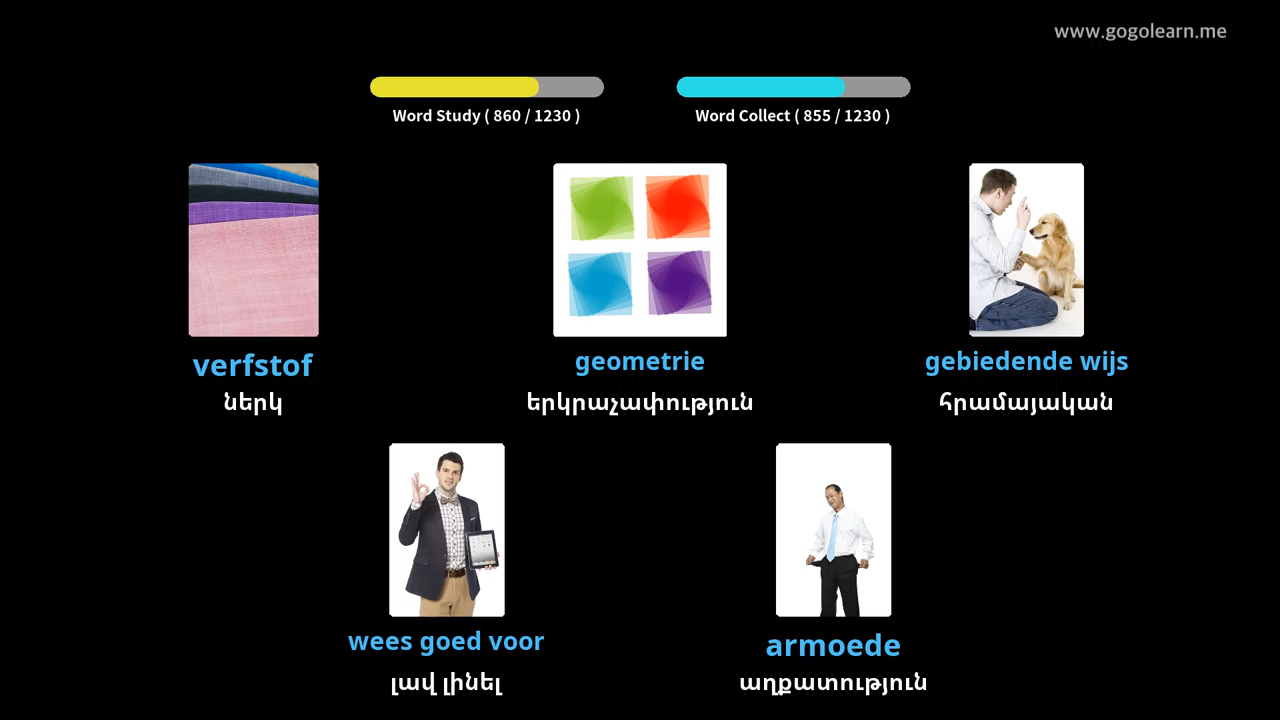 www.gogolearn.me
Word Study ( 860 / 1230 )
Word Collect ( 855 / 1230 )
verfstof
ներկ
geometrie
երկրաչափություն
gebiedende wijs
հրամայական
wees goed voor
լավ լինել
armoede
աղքատություն